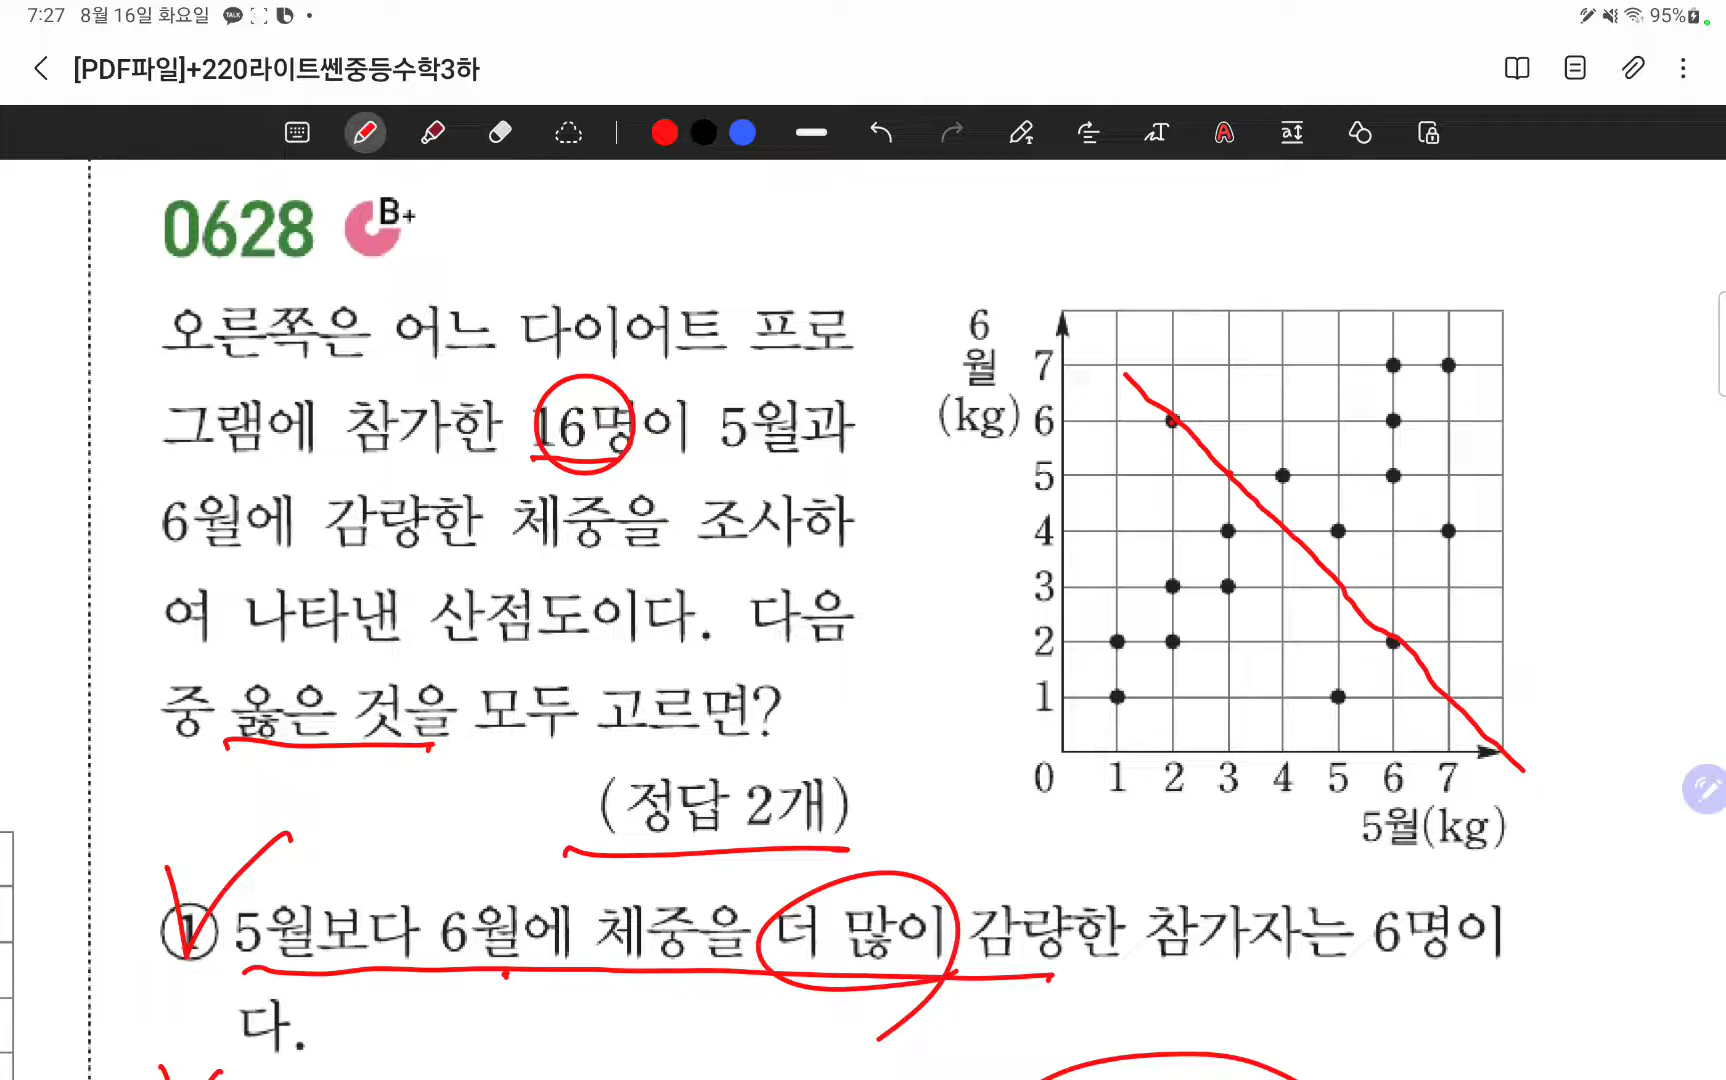 7:27 8월 16일 화요일 TALK
95%
[PDF파일]+220라이트쎈중등수학3하
0628 B+
오른쪽은 어느 다이어트 프로
그램에 참가한 16명이 5월과
6월에 감량한 체중을 조사하
여 나타낸 산점도이다. 다음
중 옳은 것을 모두 고르면?
(정답 2개)
6
월
(kg)
7
6
5
4
3
2
1
0 1 2 3 4 5 6 7
5월(kg)
① 5월보다 6월에 체중을 더 많이 감량한 참가자는 6명이
다.